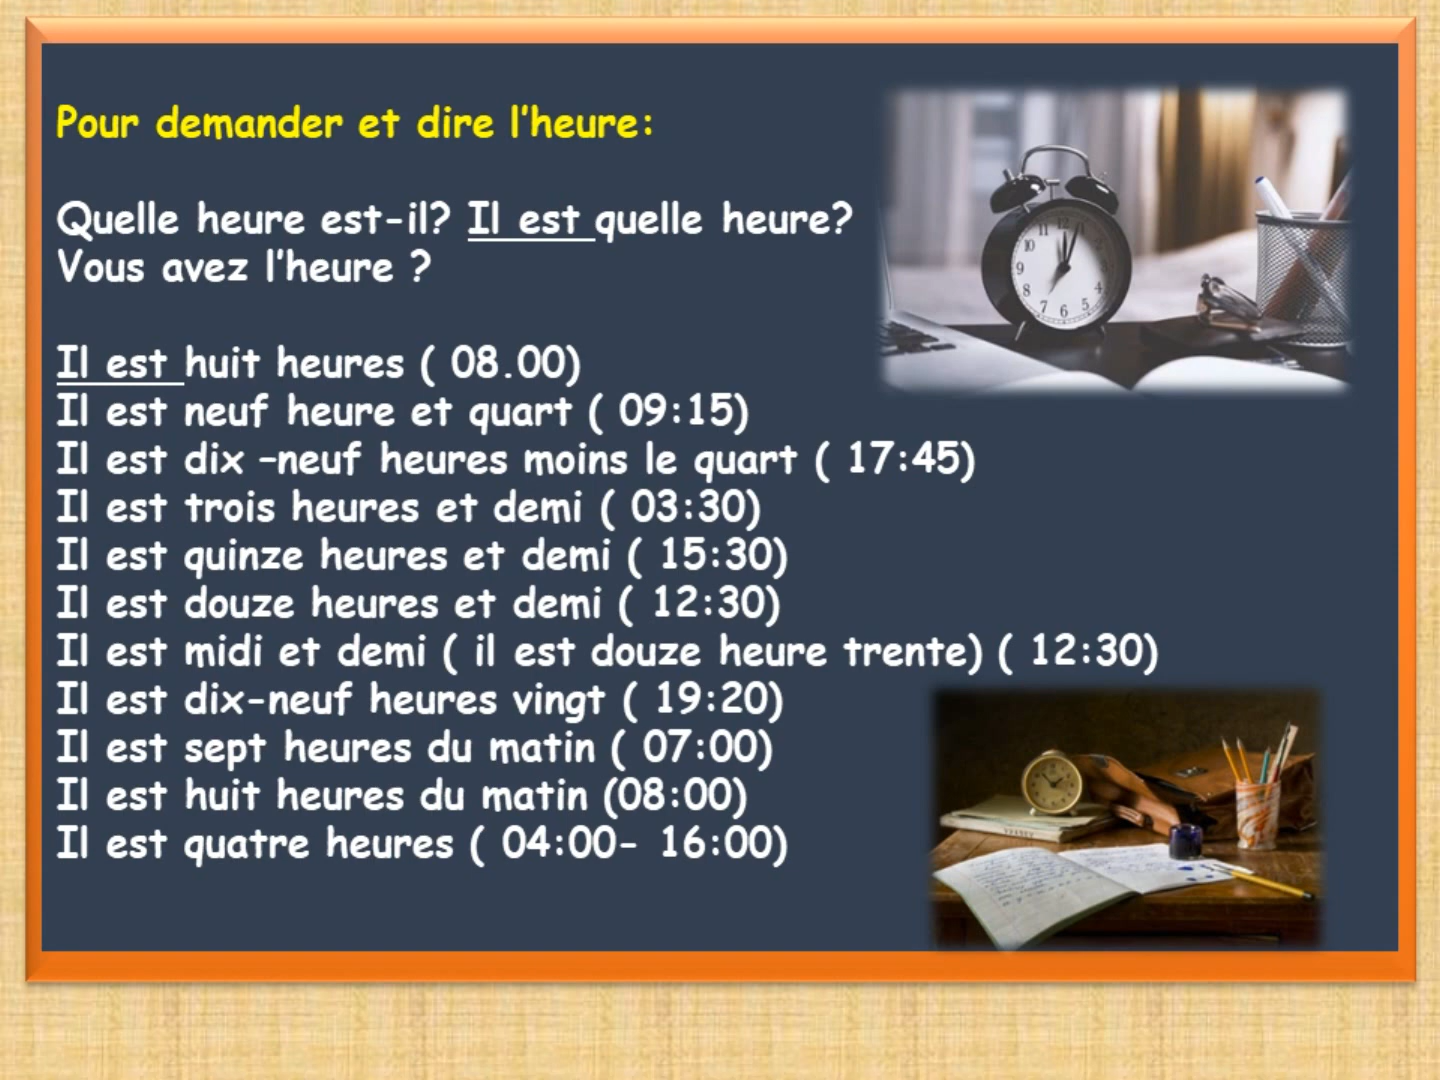 Pour demander et dire l'heure:
Quelle heure est-il? Il est quelle heure?
Vous avez l'heure ?
Il est huit heures ( 08.00)
Il est neuf heure et quart ( 09:15)
Il est dix –neuf heures moins le quart ( 17:45)
Il est trois heures et demi ( 03:30)
Il est quinze heures et demi ( 15:30)
Il est douze heures et demi ( 12:30)
Il est midi et demi ( il est douze heure trente) ( 12:30)
Il est dix-neuf heures vingt ( 19:20)
Il est sept heures du matin ( 07:00)
Il est huit heures du matin (08:00)
Il est quatre heures ( 04:00- 16:00)